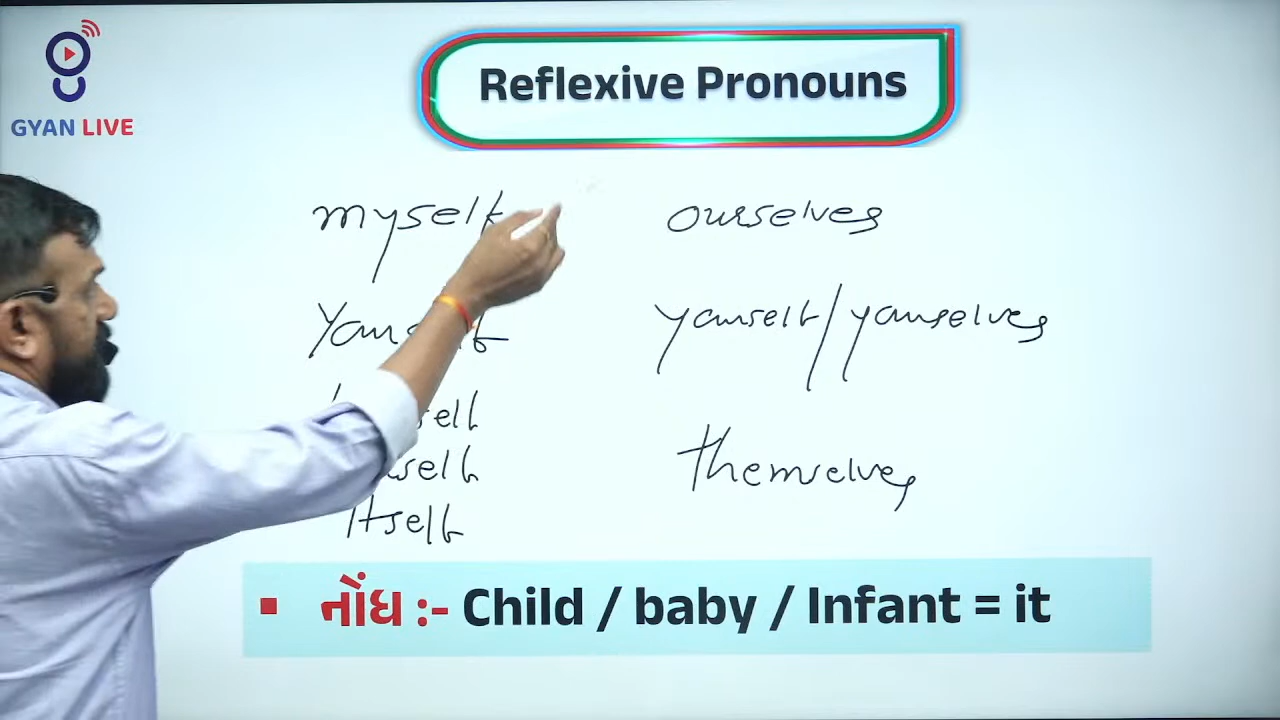 GYAN LIVE
Reflexive Pronouns
myself ourselves
yourself/yourselves
themselves
Itself
▪ નોંધ :- Child / baby / Infant = it